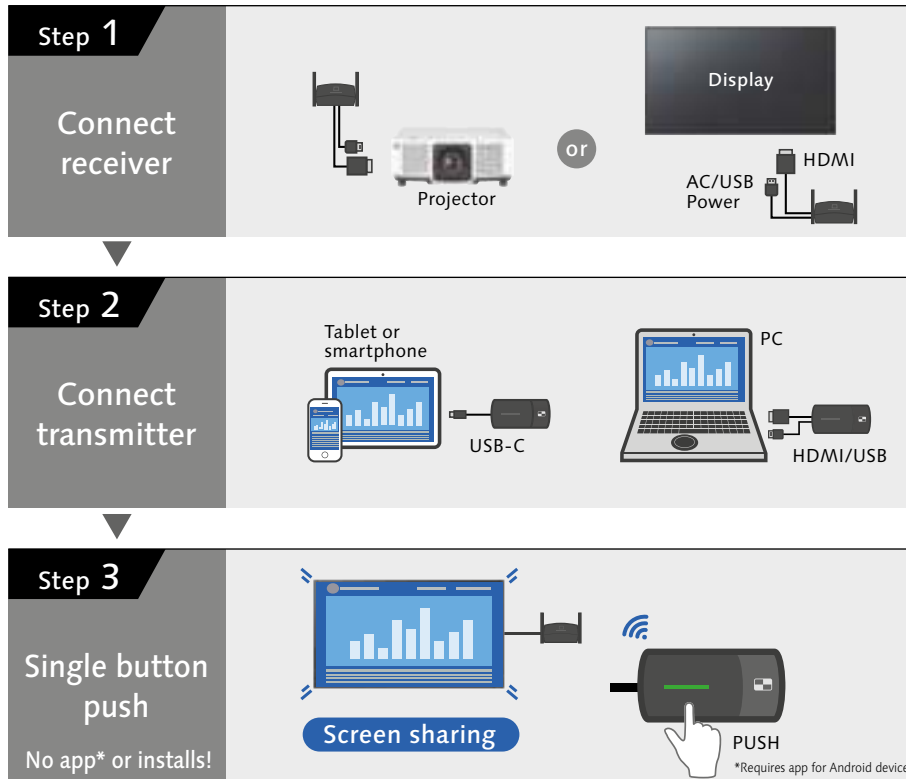 Step 1
Connect
receiver
Projector
or
Display
HDMI
AC/USB
Power
Step 2
Connect
transmitter
Tablet or
smartphone
USB-C
PC
HDMI/USB
Step 3
Single button
push
No app* or installs!
Screen sharing
PUSH
*Requires app for Android device